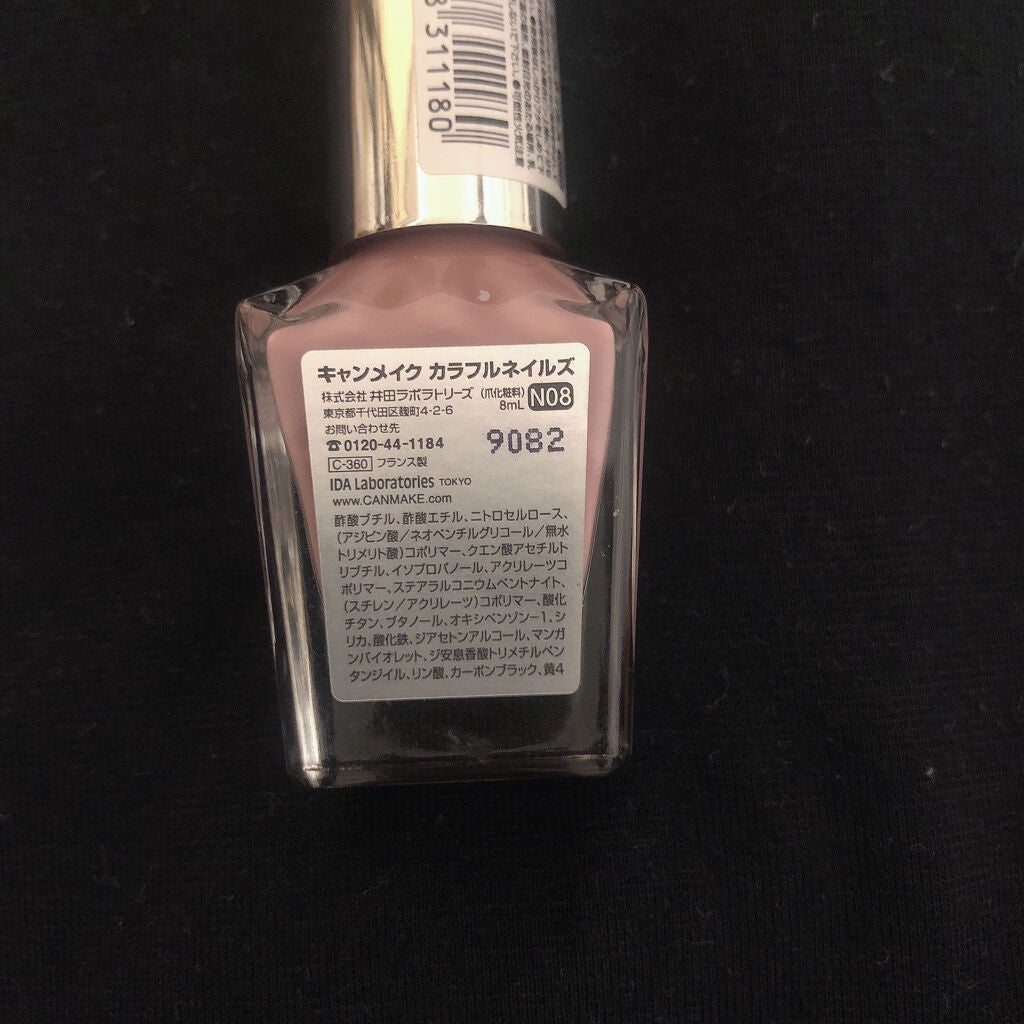 8 311180
キャンメイク カラフルネイルズ
株式会社 井田ラボラトリーズ (爪化粧料)
東京都千代田区麹町4-2-6 8mL N08
お問い合わせ先
☎0120-44-1184 9082
C-360 フランス製
IDA Laboratories TOKYO
www.CANMAKE.com
酢酸ブチル、酢酸エチル、ニトロセルロース、
(アジピン酸/ネオペンチルグリコール/無水
トリメリト酸)コポリマー、クエン酸アセチルト
リブチル、イソプロパノール、アクリレーツコ
ポリマー、ステアラルコニウムベントナイト、
(スチレン/アクリレーツ)コポリマー、酸化
チタン、ブタノール、オキシベンゾン-1、シ
リカ、酸化鉄、ジアセトンアルコール、マンガ
ンバイオレット、ジ安息香酸トリメチルペン
タンジイル、リン酸、カーボンブラック、黄4